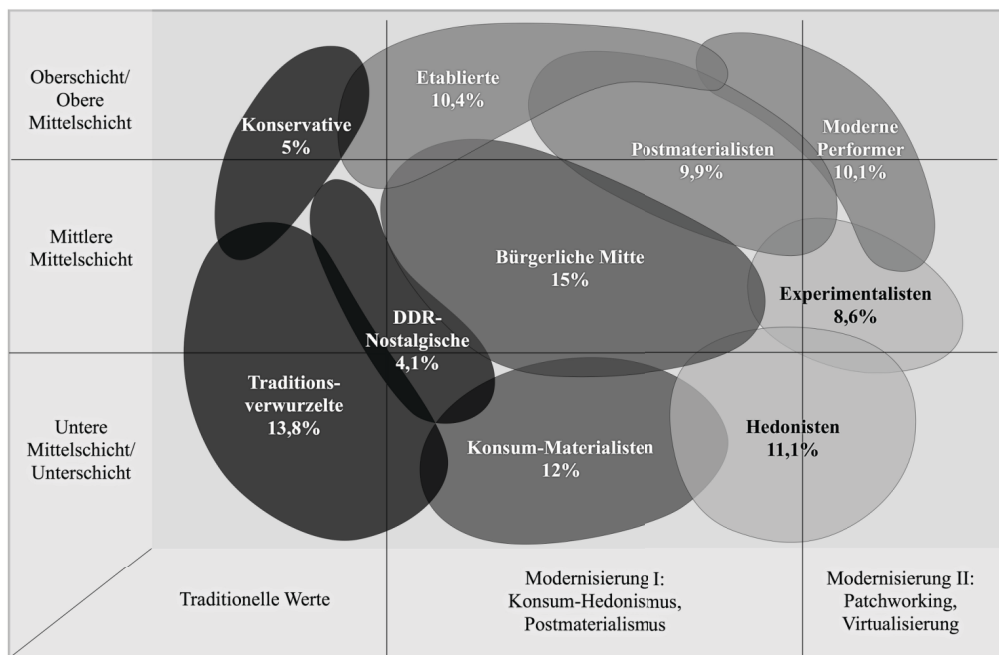 Oberschicht/
Obere
Mittelschicht
Mittlere
Mittelschicht
Untere
Mittelschicht/
Unterschicht
Konservative
5%
Etablierte
10,4%
Postmaterialisten
9,9%
Moderne
Performer
10,1%
Bürgerliche Mitte
15%
Experimentalisten
8,6%
DDR-
Nostalgische
4,1%
Traditions-
verwurzelte
13,8%
Konsum-Materialisten
12%
Hedonisten
11,1%
Traditionelle Werte
Modernisierung I:
Konsum-Hedonismus,
Postmaterialismus
Modernisierung II:
Patchworking,
Virtualisierung